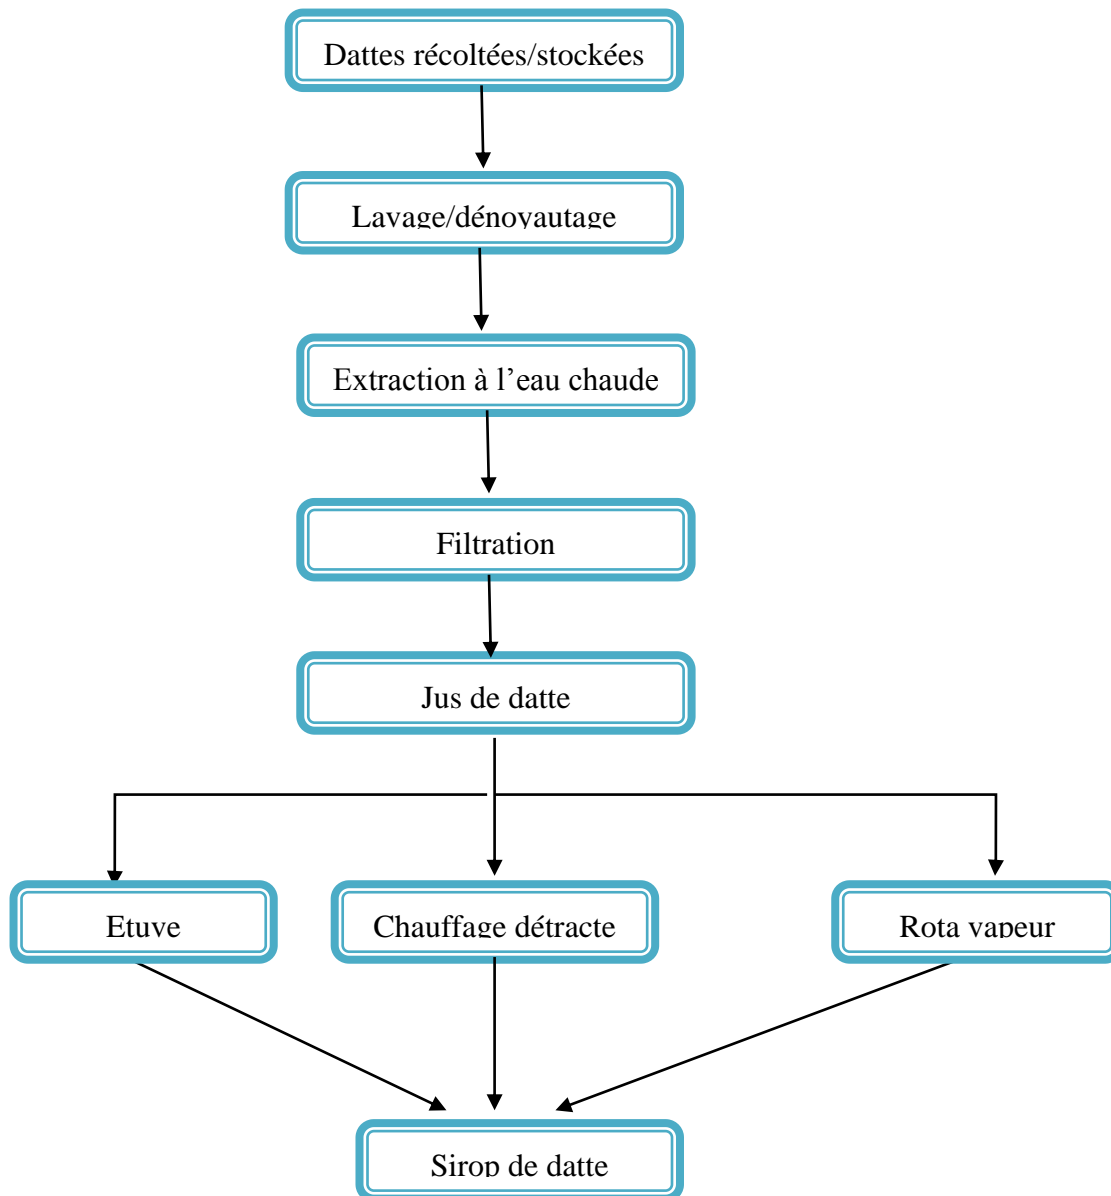 Dattes récoltées/stockées
Lavage/dénoyautage
Extraction à l’eau chaude
Filtration
Jus de datte
Etuve
Chauffage détracte
Rota vapeur
Sirop de datte